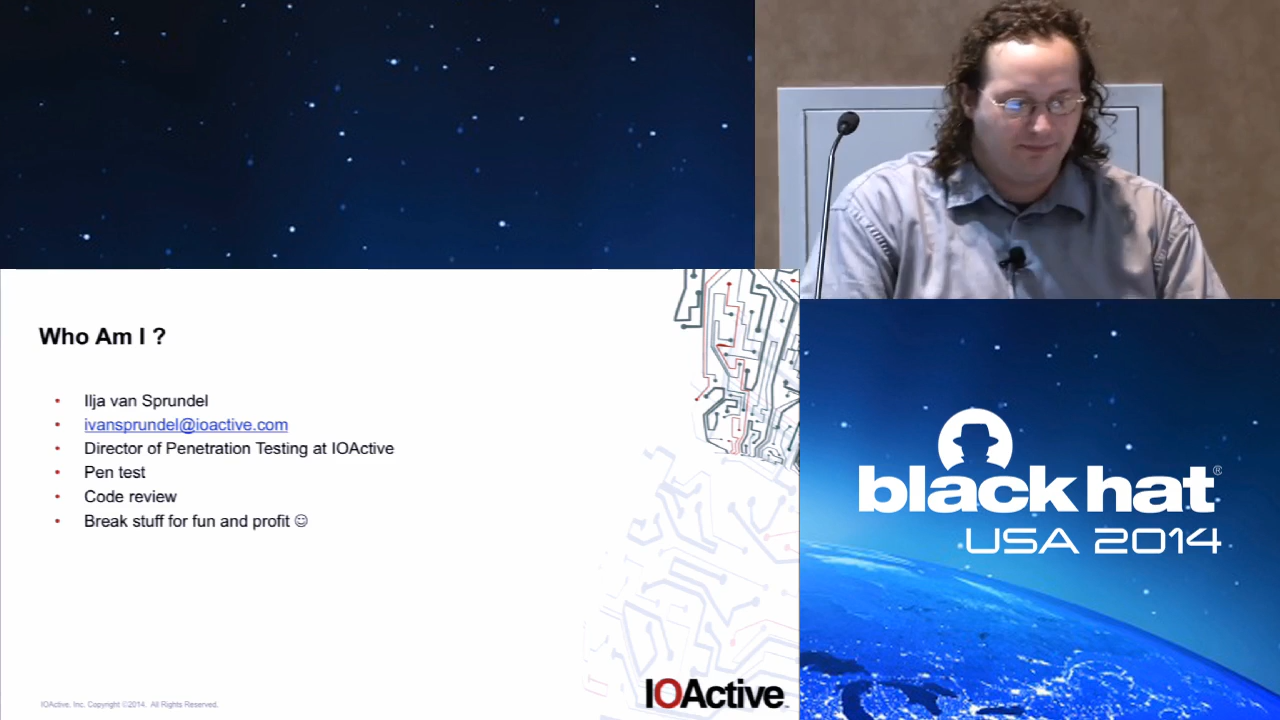 Who Am I ?
• Ilja van Sprundel
• ivansprundel@ioactive.com
• Director of Penetration Testing at IOActive
• Pen test
• Code review
• Break stuff for fun and profit ☺
IOActive, Inc. Copyright ©2014. All Rights Reserved.
IOActive
black hat®
USA 2014